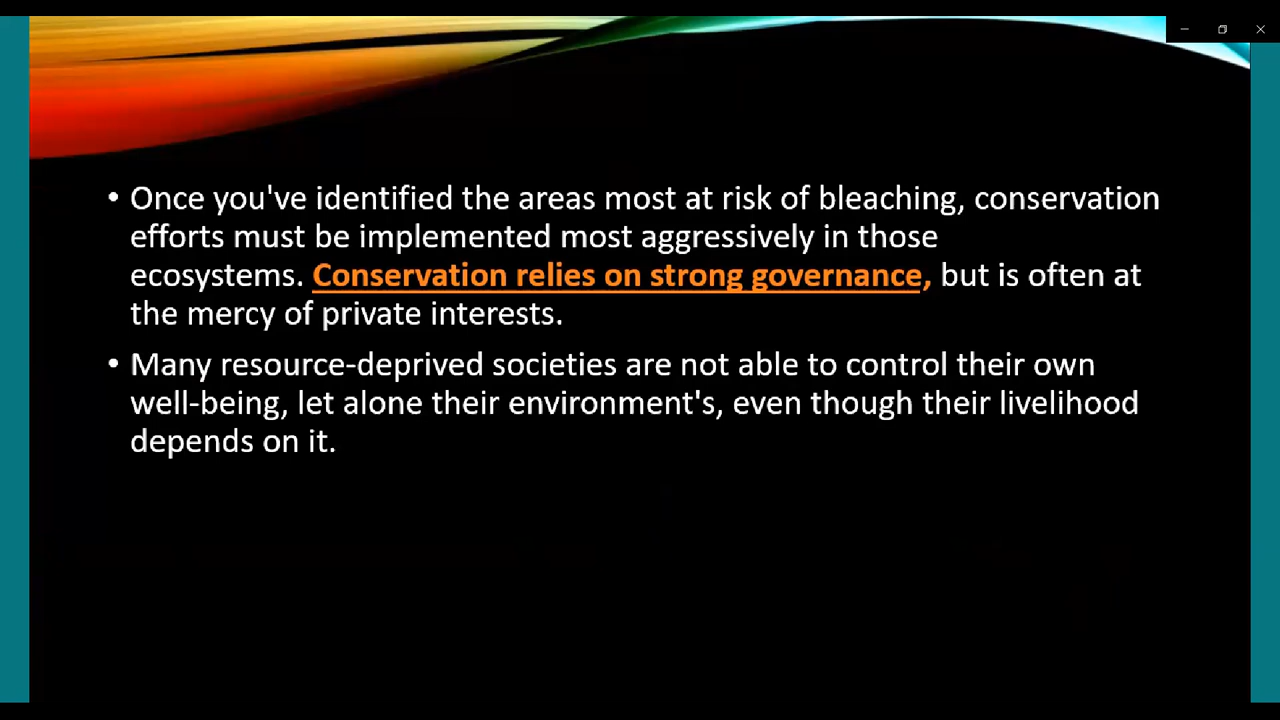 • Once you've identified the areas most at risk of bleaching, conservation
efforts must be implemented most aggressively in those
ecosystems. Conservation relies on strong governance, but is often at
the mercy of private interests.
• Many resource-deprived societies are not able to control their own
well-being, let alone their environment's, even though their livelihood
depends on it.